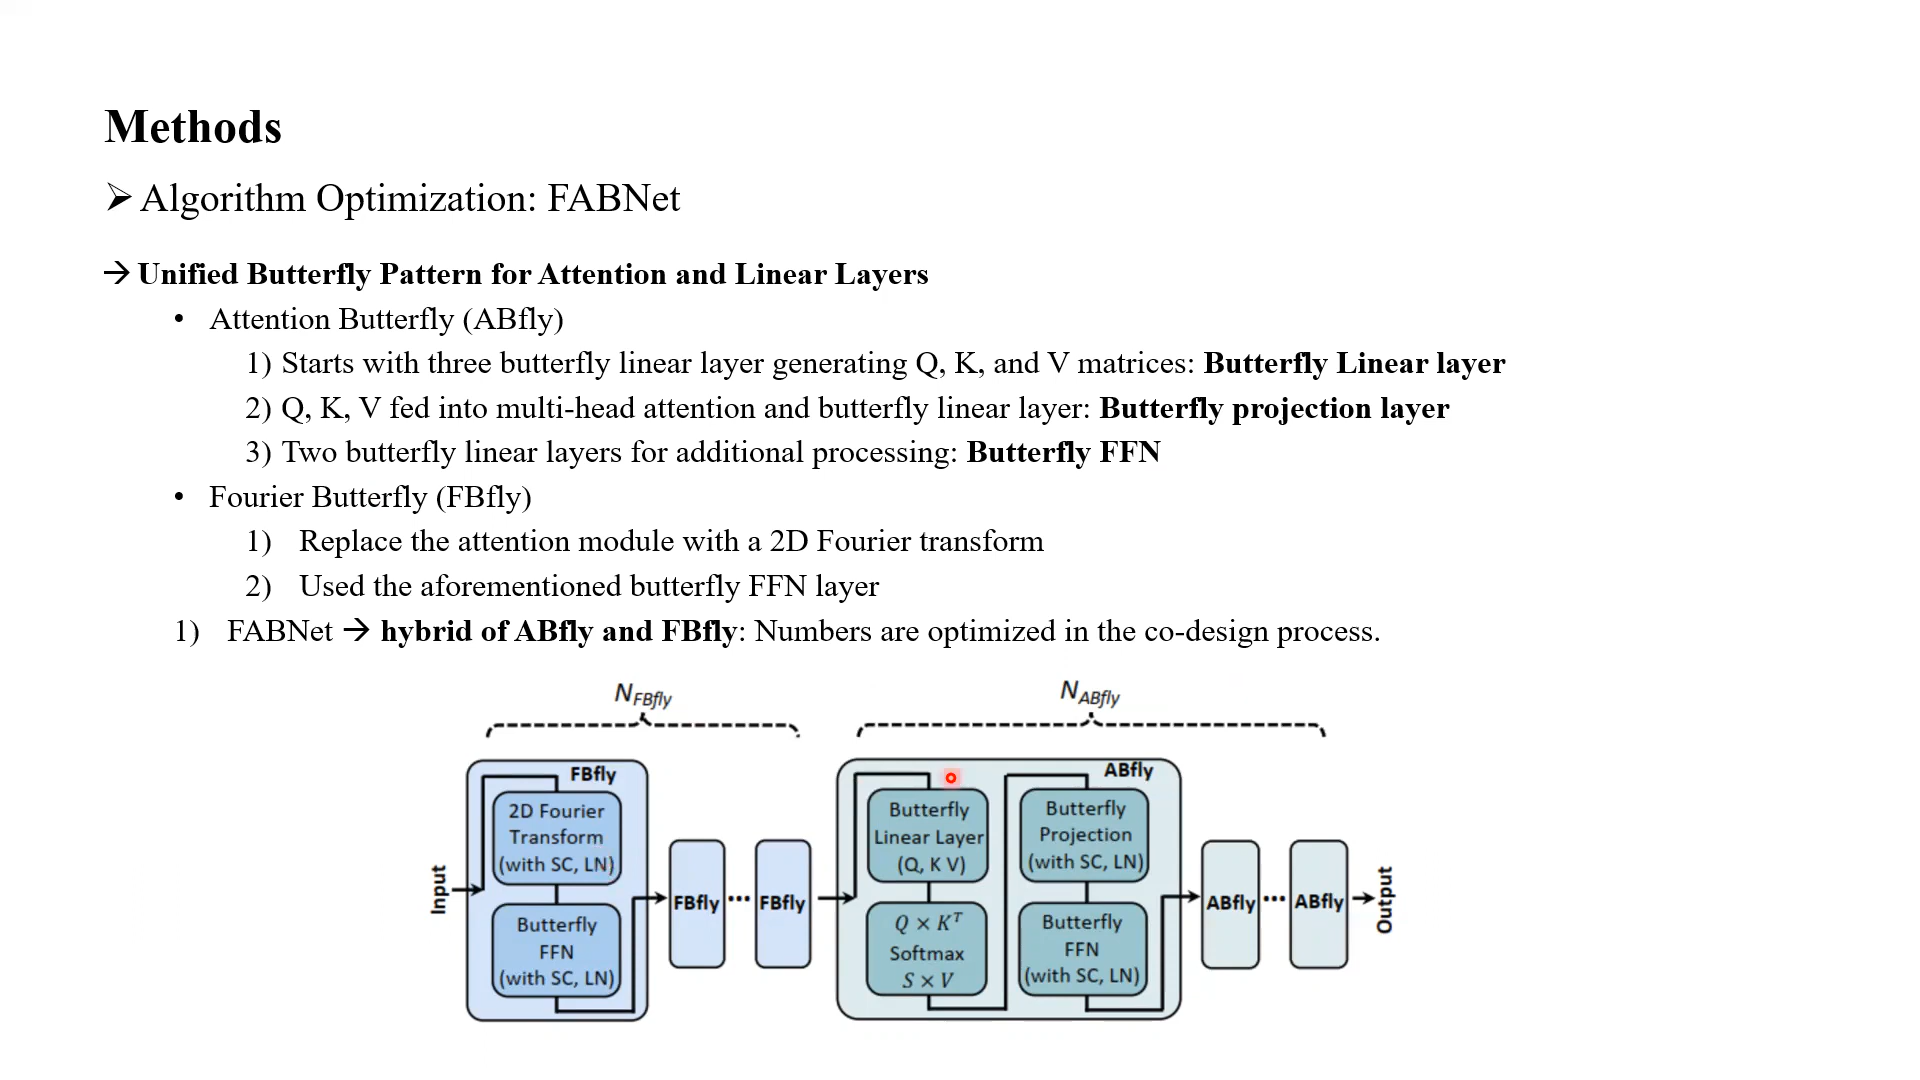 Methods
➢ Algorithm Optimization: FABNet
→ Unified Butterfly Pattern for Attention and Linear Layers
• Attention Butterfly (ABfly)
1) Starts with three butterfly linear layer generating Q, K, and V matrices: Butterfly Linear layer
2) Q, K, V fed into multi-head attention and butterfly linear layer: Butterfly projection layer
3) Two butterfly linear layers for additional processing: Butterfly FFN
• Fourier Butterfly (FBfly)
1) Replace the attention module with a 2D Fourier transform
2) Used the aforementioned butterfly FFN layer
1) FABNet → hybrid of ABfly and FBfly: Numbers are optimized in the co-design process.
N_FBfly
N_ABfly
Input
FBfly
2D Fourier
Transform
(with SC, LN)
Butterfly
FFN
(with SC, LN)
FBfly ••• FBfly
ABfly
Butterfly
Linear Layer
(Q, K V)
Q × K^T
Softmax
S × V
Butterfly
Projection
(with SC, LN)
Butterfly
FFN
(with SC, LN)
ABfly ••• ABfly
Output